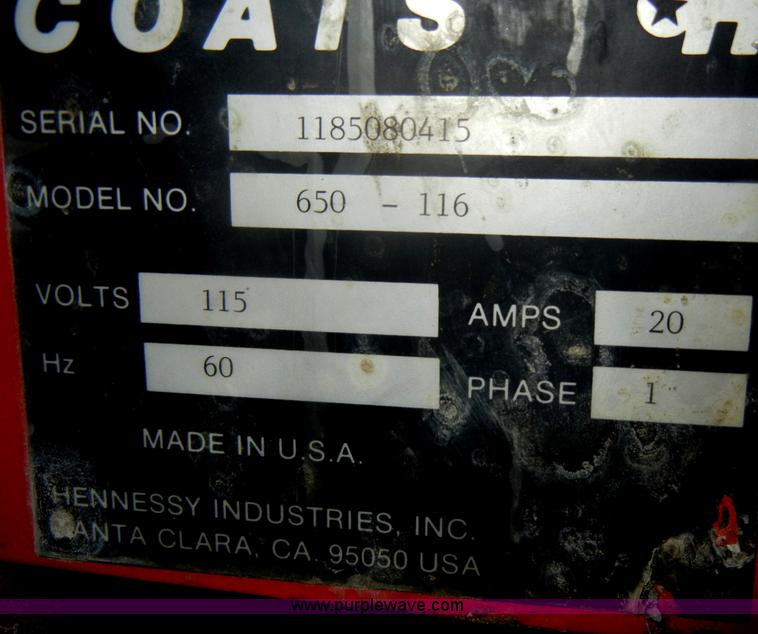 COATS
SERIAL NO. 1185080415
MODEL NO. 650 - 116
VOLTS 115 AMPS 20
Hz 60 PHASE 1
MADE IN U.S.A.
HENNESSY INDUSTRIES, INC.
SANTA CLARA, CA. 95050 USA
www.purplewave.com